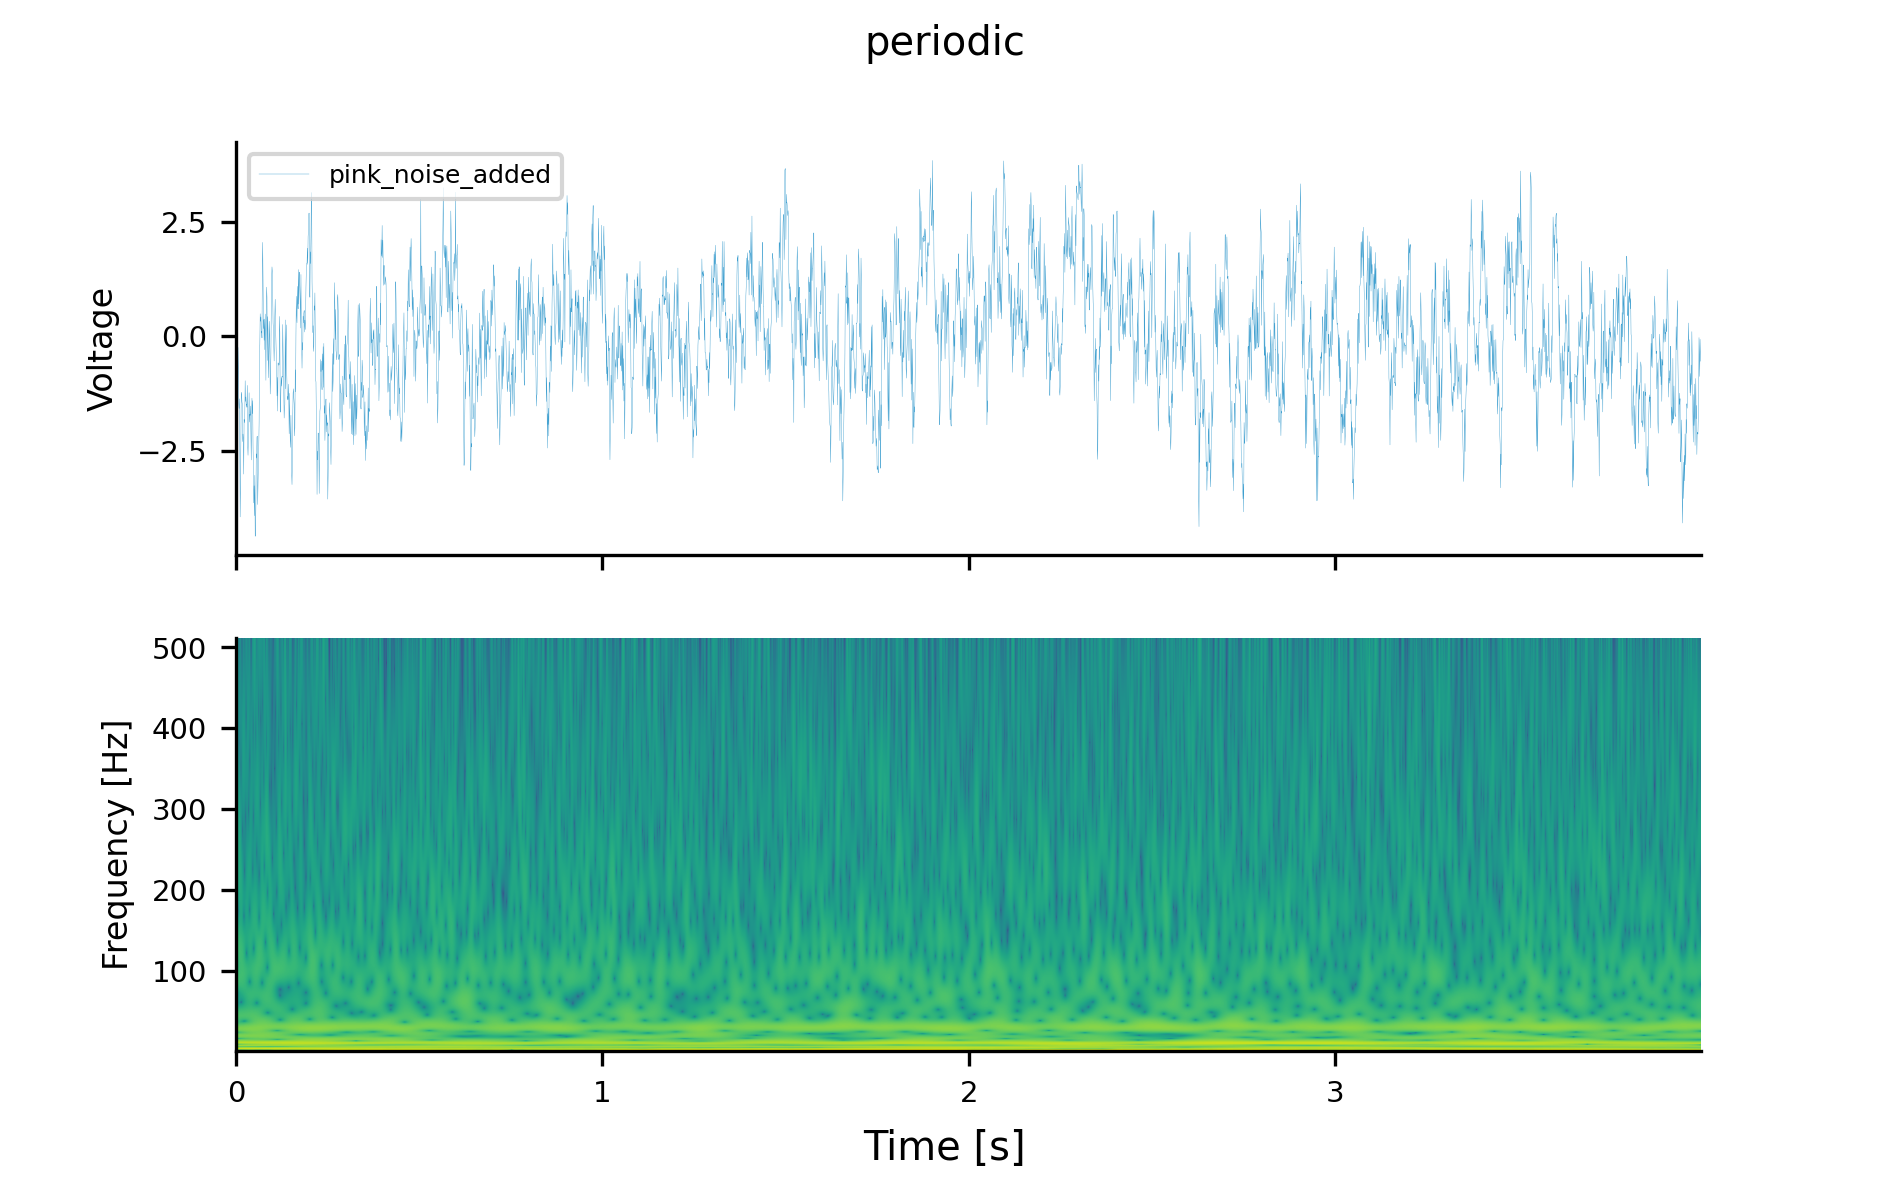 periodic
pink_noise_added
2.5
0.0
−2.5
Voltage
500
400
300
200
100
Frequency [Hz]
0 1 2 3
Time [s]